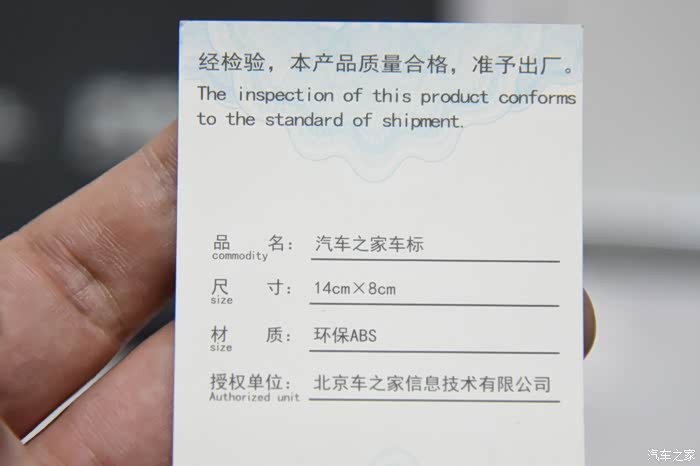 经检验，本产品质量合格，准予出厂。
The inspection of this product conforms
to the standard of shipment.
品 名： 汽车之家车标
commodity
尺 寸： 14cm×8cm
size
材 质： 环保ABS
size
授权单位： 北京车之家信息技术有限公司
Authorized unit
汽车之家